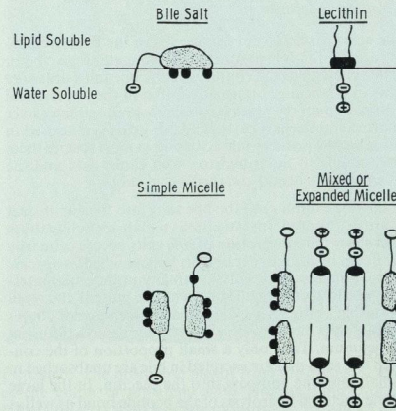 Bile Salt
Lecithin
Lipid Soluble
Water Soluble
Simple Micelle
Mixed or
Expanded Micelle